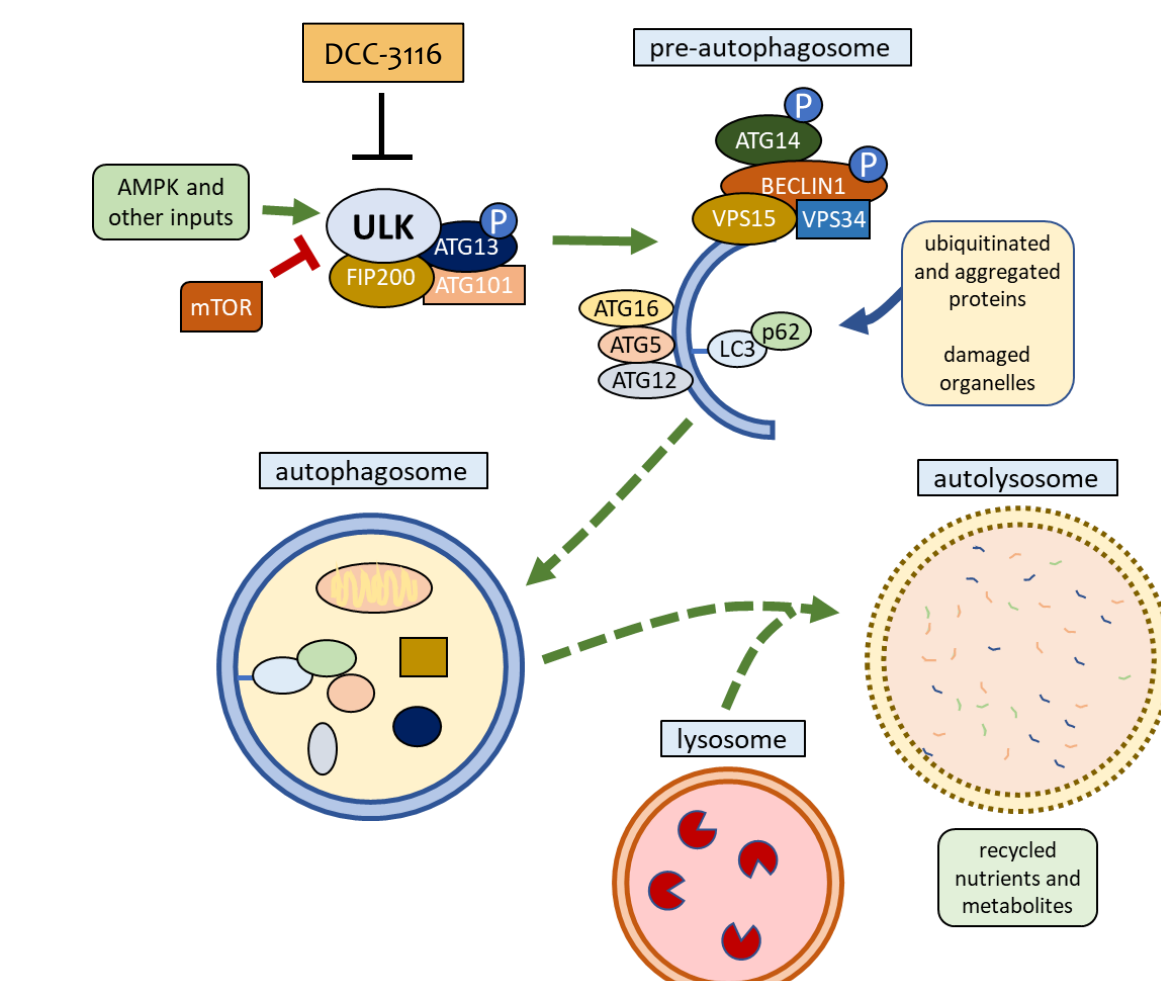 DCC-3116
pre-autophagosome
P
ATG14
P
BECLIN1
VPS15
VPS34
AMPK and
other inputs
ULK
P
ATG13
FIP200
ATG101
mTOR
ubiquitinated
and aggregated
proteins
damaged
organelles
ATG16
ATG5
ATG12
LC3
p62
autophagosome
autolysosome
lysosome
recycled
nutrients and
metabolites